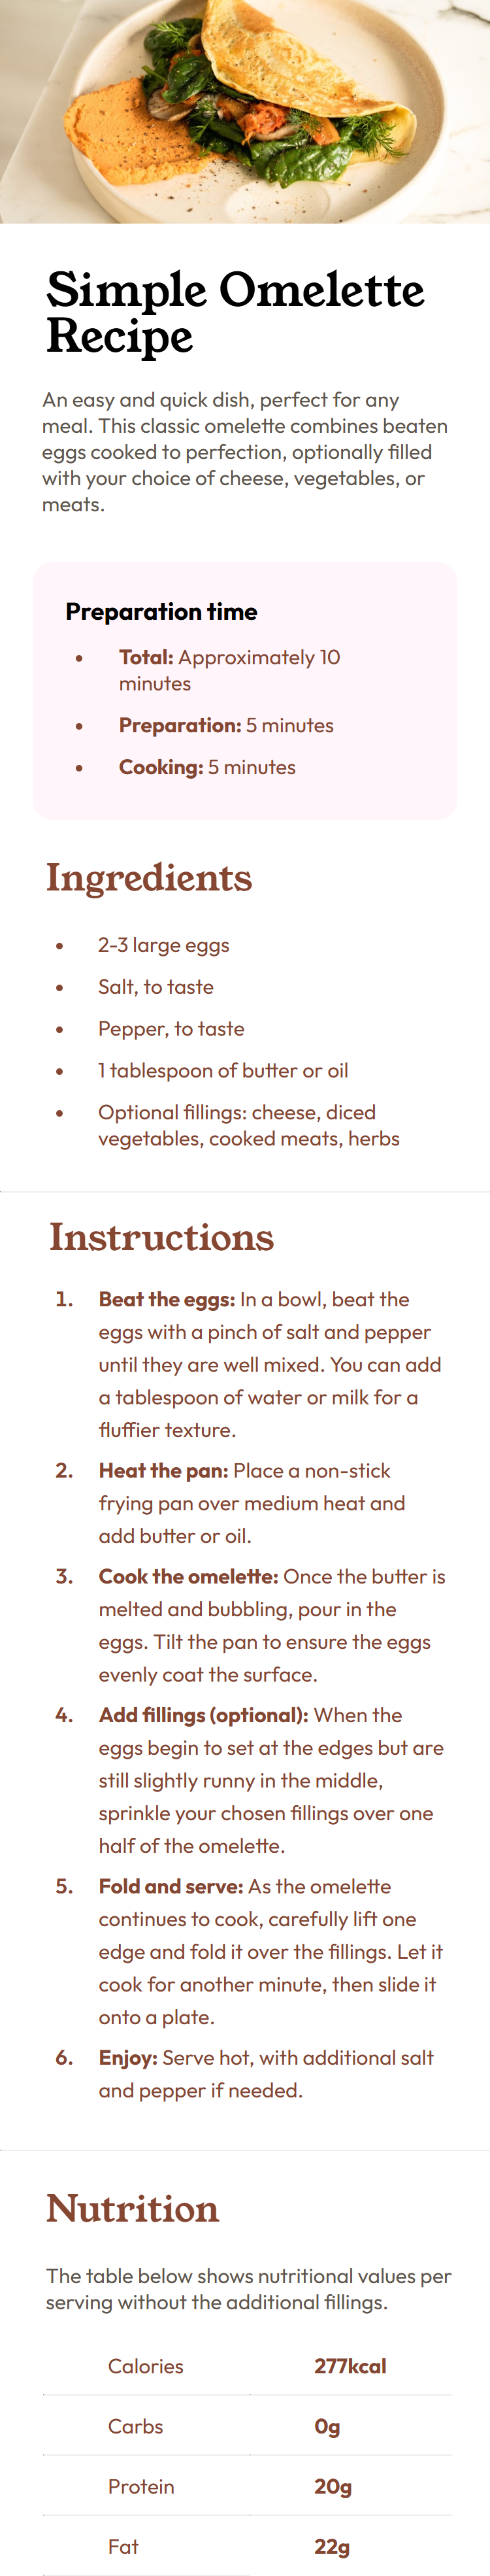 Simple Omelette
Recipe
An easy and quick dish, perfect for any
meal. This classic omelette combines beaten
eggs cooked to perfection, optionally filled
with your choice of cheese, vegetables, or
meats.
Preparation time
• Total: Approximately 10
minutes
• Preparation: 5 minutes
• Cooking: 5 minutes
Ingredients
• 2-3 large eggs
• Salt, to taste
• Pepper, to taste
• 1 tablespoon of butter or oil
• Optional fillings: cheese, diced
vegetables, cooked meats, herbs
Instructions
1. Beat the eggs: In a bowl, beat the
eggs with a pinch of salt and pepper
until they are well mixed. You can add
a tablespoon of water or milk for a
fluffier texture.
2. Heat the pan: Place a non-stick
frying pan over medium heat and
add butter or oil.
3. Cook the omelette: Once the butter is
melted and bubbling, pour in the
eggs. Tilt the pan to ensure the eggs
evenly coat the surface.
4. Add fillings (optional): When the
eggs begin to set at the edges but are
still slightly runny in the middle,
sprinkle your chosen fillings over one
half of the omelette.
5. Fold and serve: As the omelette
continues to cook, carefully lift one
edge and fold it over the fillings. Let it
cook for another minute, then slide it
onto a plate.
6. Enjoy: Serve hot, with additional salt
and pepper if needed.
Nutrition
The table below shows nutritional values per
serving without the additional fillings.
Calories 277kcal
Carbs 0g
Protein 20g
Fat 22g